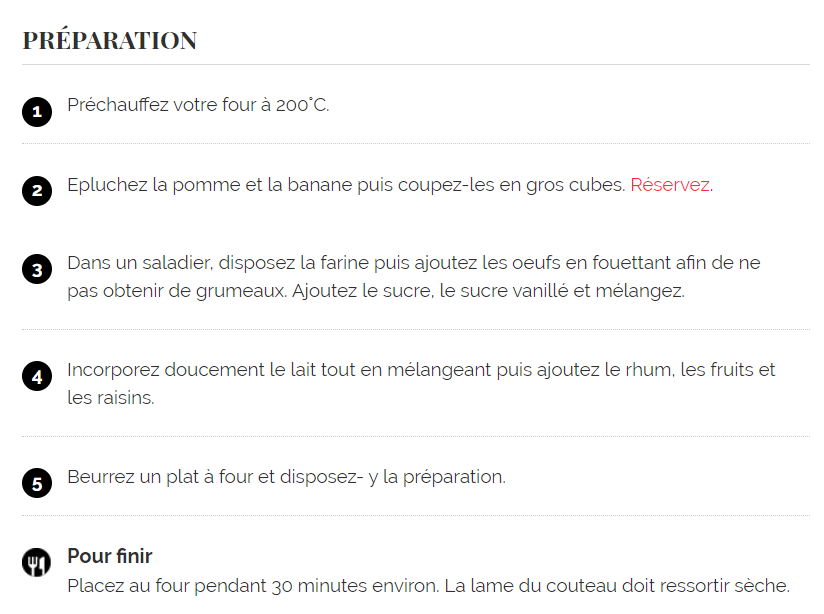 PRÉPARATION
1 Préchauffez votre four à 200°C.
2 Epluchez la pomme et la banane puis coupez-les en gros cubes. Réservez.
3 Dans un saladier, disposez la farine puis ajoutez les oeufs en fouettant afin de ne
pas obtenir de grumeaux. Ajoutez le sucre, le sucre vanillé et mélangez.
4 Incorporez doucement le lait tout en mélangeant puis ajoutez le rhum, les fruits et
les raisins.
5 Beurrez un plat à four et disposez- y la préparation.
Pour finir
Placez au four pendant 30 minutes environ. La lame du couteau doit ressortir sèche.